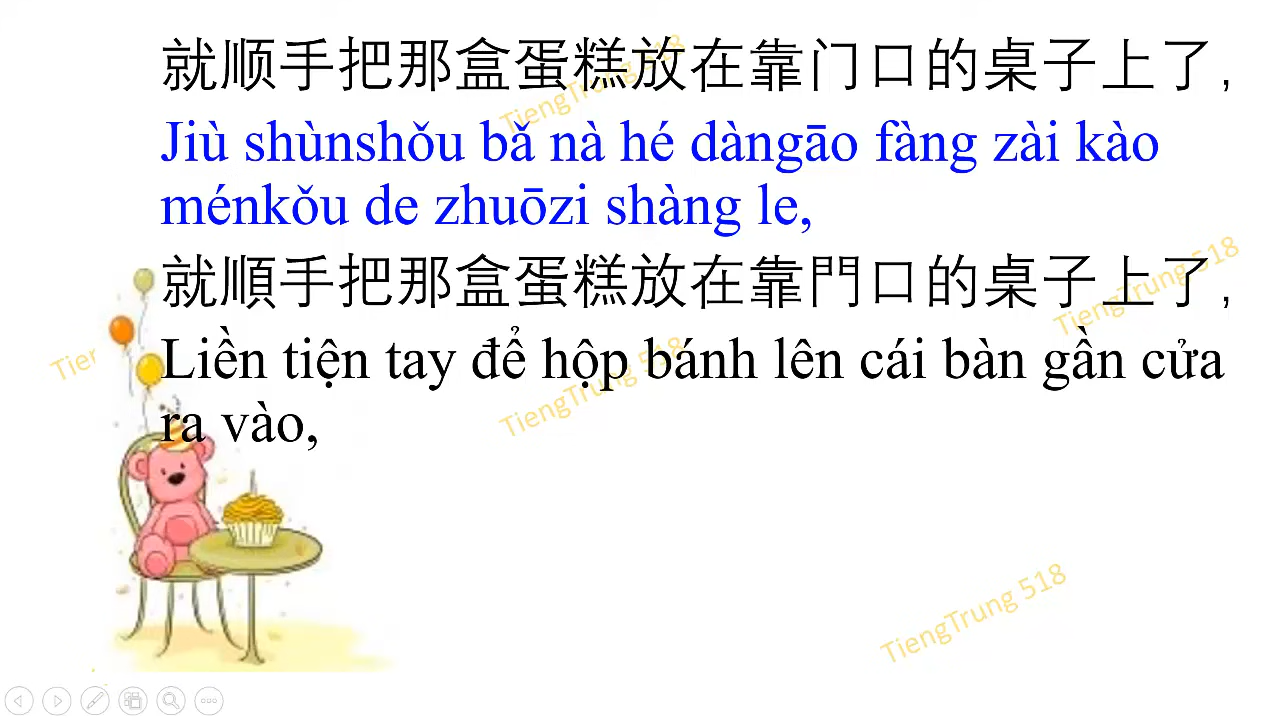 就顺手把那盒蛋糕放在靠门口的桌子上了,
Jiù shùnshǒu bǎ nà hé dàngāo fàng zài kào
ménkǒu de zhuōzi shàng le,
就順手把那盒蛋糕放在靠門口的桌子上了,
Liền tiện tay để hộp bánh lên cái bàn gần cửa
ra vào,
TiengTrung 518
TiengTrung 518
Tien
TiengTrung 518
TiengTrung 518